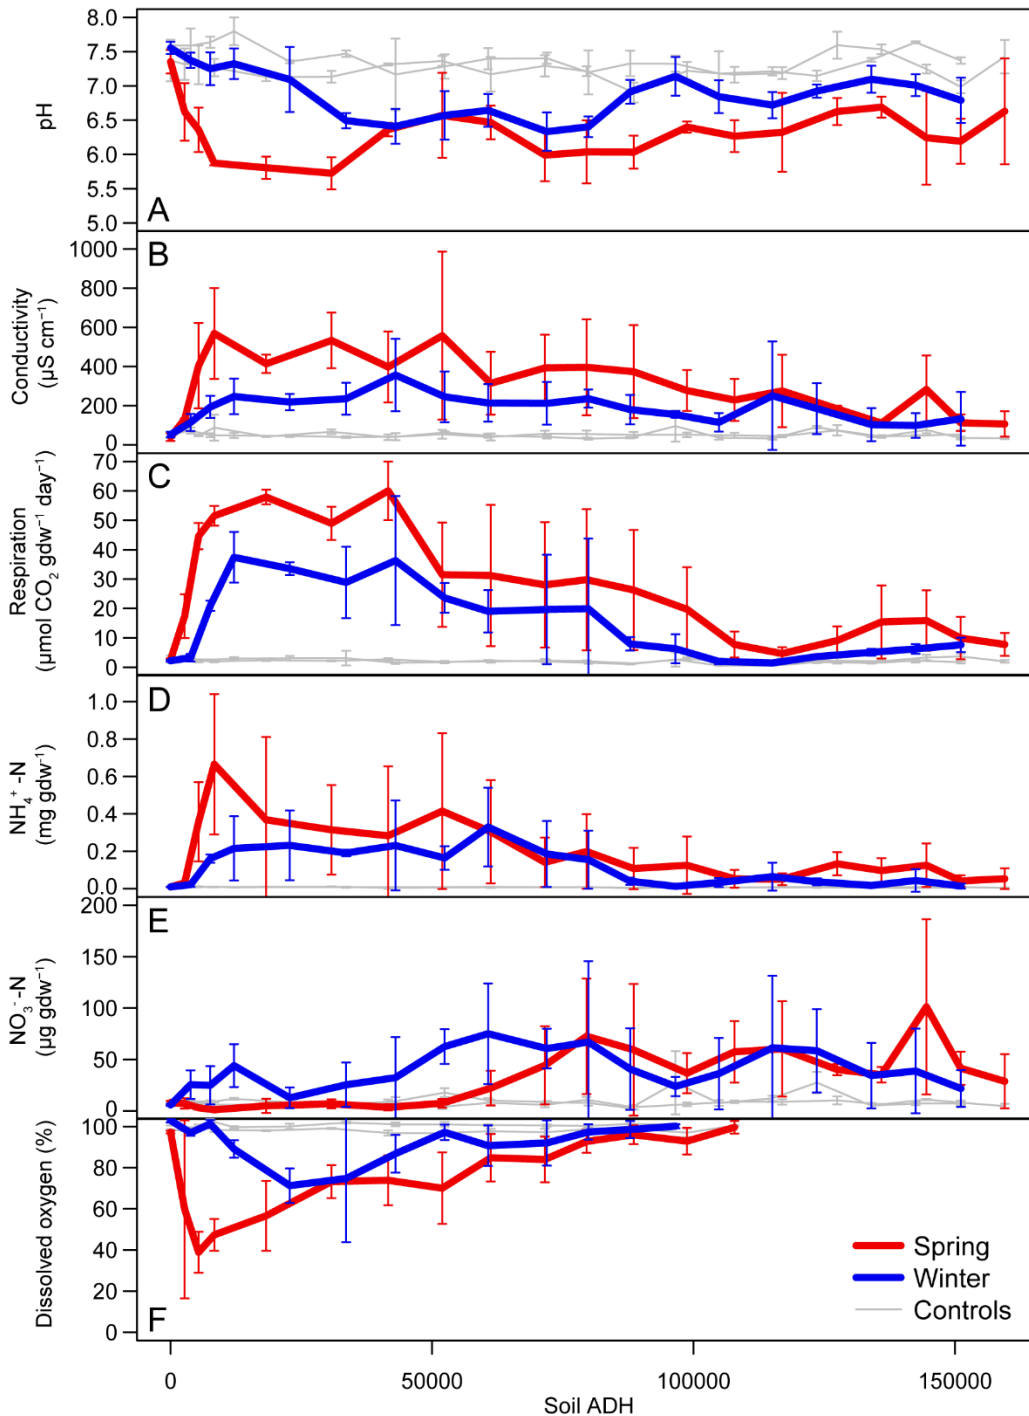 A
pH
8.0
7.5
7.0
6.5
6.0
5.5
5.0
B
Conductivity
(µS cm⁻¹)
1000
800
600
400
200
0
C
Respiration
(µmol CO₂ gdw⁻¹ day⁻¹)
70
60
50
40
30
20
10
0
D
NH₄⁺ -N
(mg gdw⁻¹)
1.0
0.8
0.6
0.4
0.2
0.0
E
NO₃⁻-N
(µg gdw⁻¹)
200
150
100
50
0
F
Dissolved oxygen (%)
100
80
60
40
20
0
Spring
Winter
Controls
0 50000 100000 150000
Soil ADH